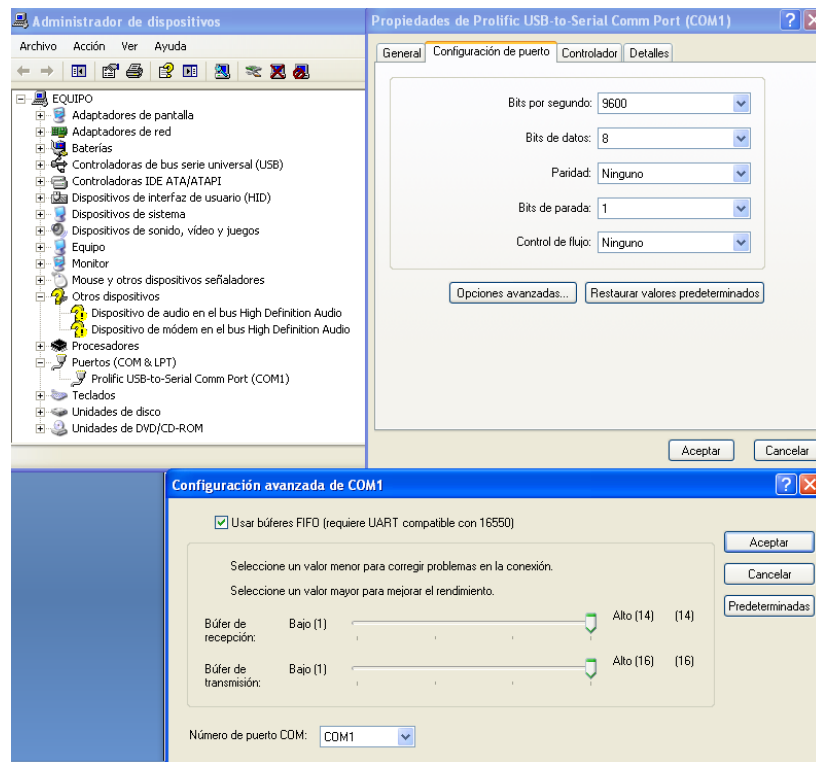 Administrador de dispositivos
Archivo Acción Ver Ayuda
EQUIPO
Adaptadores de pantalla
Adaptadores de red
Baterías
Controladoras de bus serie universal (USB)
Controladoras IDE ATA/ATAPI
Dispositivos de interfaz de usuario (HID)
Dispositivos de sistema
Dispositivos de sonido, vídeo y juegos
Equipo
Monitor
Mouse y otros dispositivos señaladores
Otros dispositivos
Dispositivo de audio en el bus High Definition Audio
Dispositivo de módem en el bus High Definition Audio
Procesadores
Puertos (COM & LPT)
Prolific USB-to-Serial Comm Port (COM1)
Teclados
Unidades de disco
Unidades de DVD/CD-ROM
Propiedades de Prolific USB-to-Serial Comm Port (COM1)
General Configuración de puerto Controlador Detalles
Bits por segundo: 9600
Bits de datos: 8
Paridad: Ninguno
Bits de parada: 1
Control de flujo: Ninguno
Opciones avanzadas... Restaurar valores predeterminados
Aceptar Cancelar
Configuración avanzada de COM1
Usar búferes FIFO (requiere UART compatible con 16550)
Seleccione un valor menor para corregir problemas en la conexión.
Seleccione un valor mayor para mejorar el rendimiento.
Búfer de recepción: Bajo (1) Alto (14) (14)
Búfer de transmisión: Bajo (1) Alto (16) (16)
Número de puerto COM: COM1
Aceptar
Cancelar
Predeterminadas